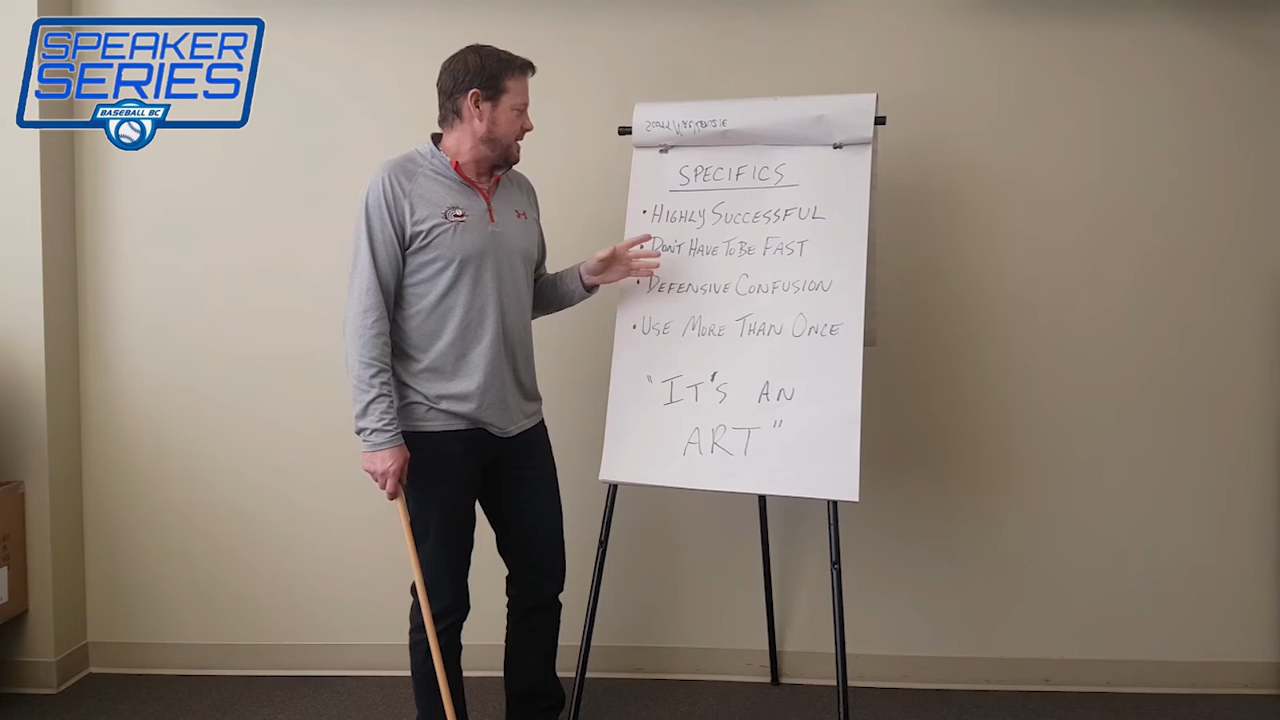 SPEAKER
SERIES
BASEBALL BC
SPECIFICS
• HIGHLY SUCCESSFUL
• DON'T HAVE TO BE FAST
• DEFENSIVE CONFUSION
• USE MORE THAN ONCE
"IT'S AN
ART"